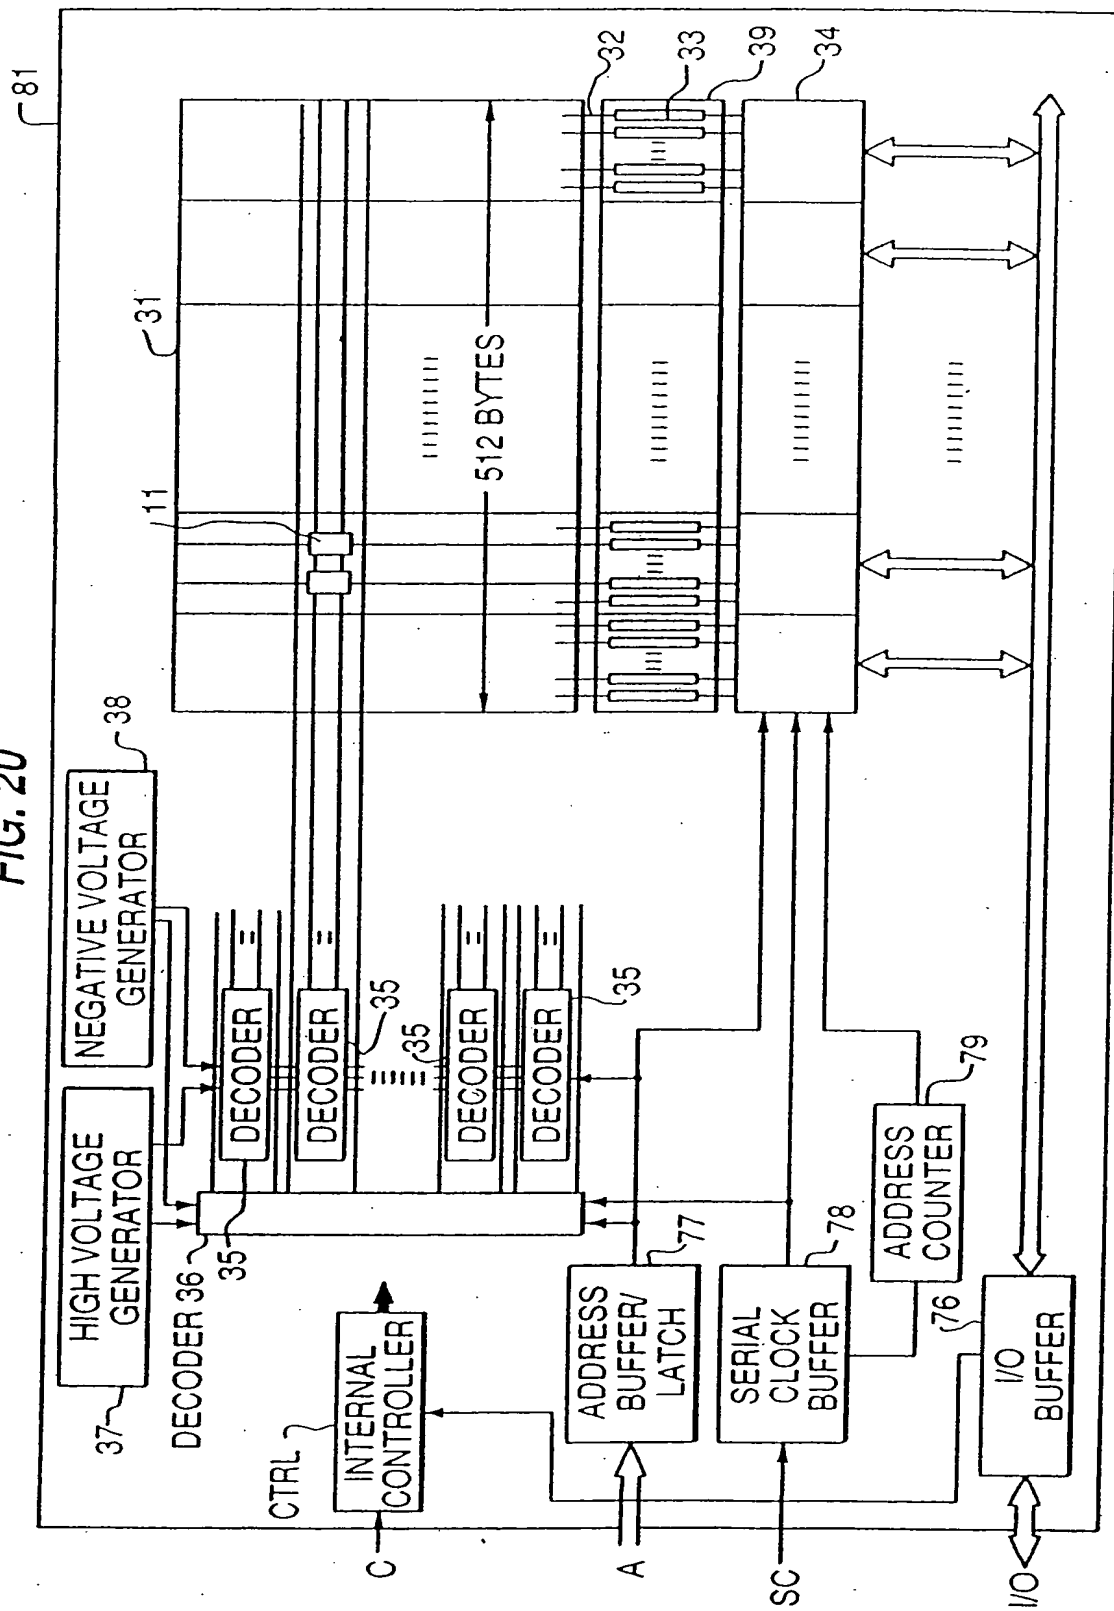 FIG. 20
81
HIGH VOLTAGE
GENERATOR
37
NEGATIVE VOLTAGE
GENERATOR
38
31
11
DECODER 36
35
DECODER
DECODER
35
35
DECODER
DECODER
35
512 BYTES
32
33
39
34
CTRL
INTERNAL
CONTROLLER
C
ADDRESS
BUFFER/
LATCH
77
A
SERIAL
CLOCK
BUFFER
78
SC
ADDRESS
COUNTER
79
76
I/O
BUFFER
I/O